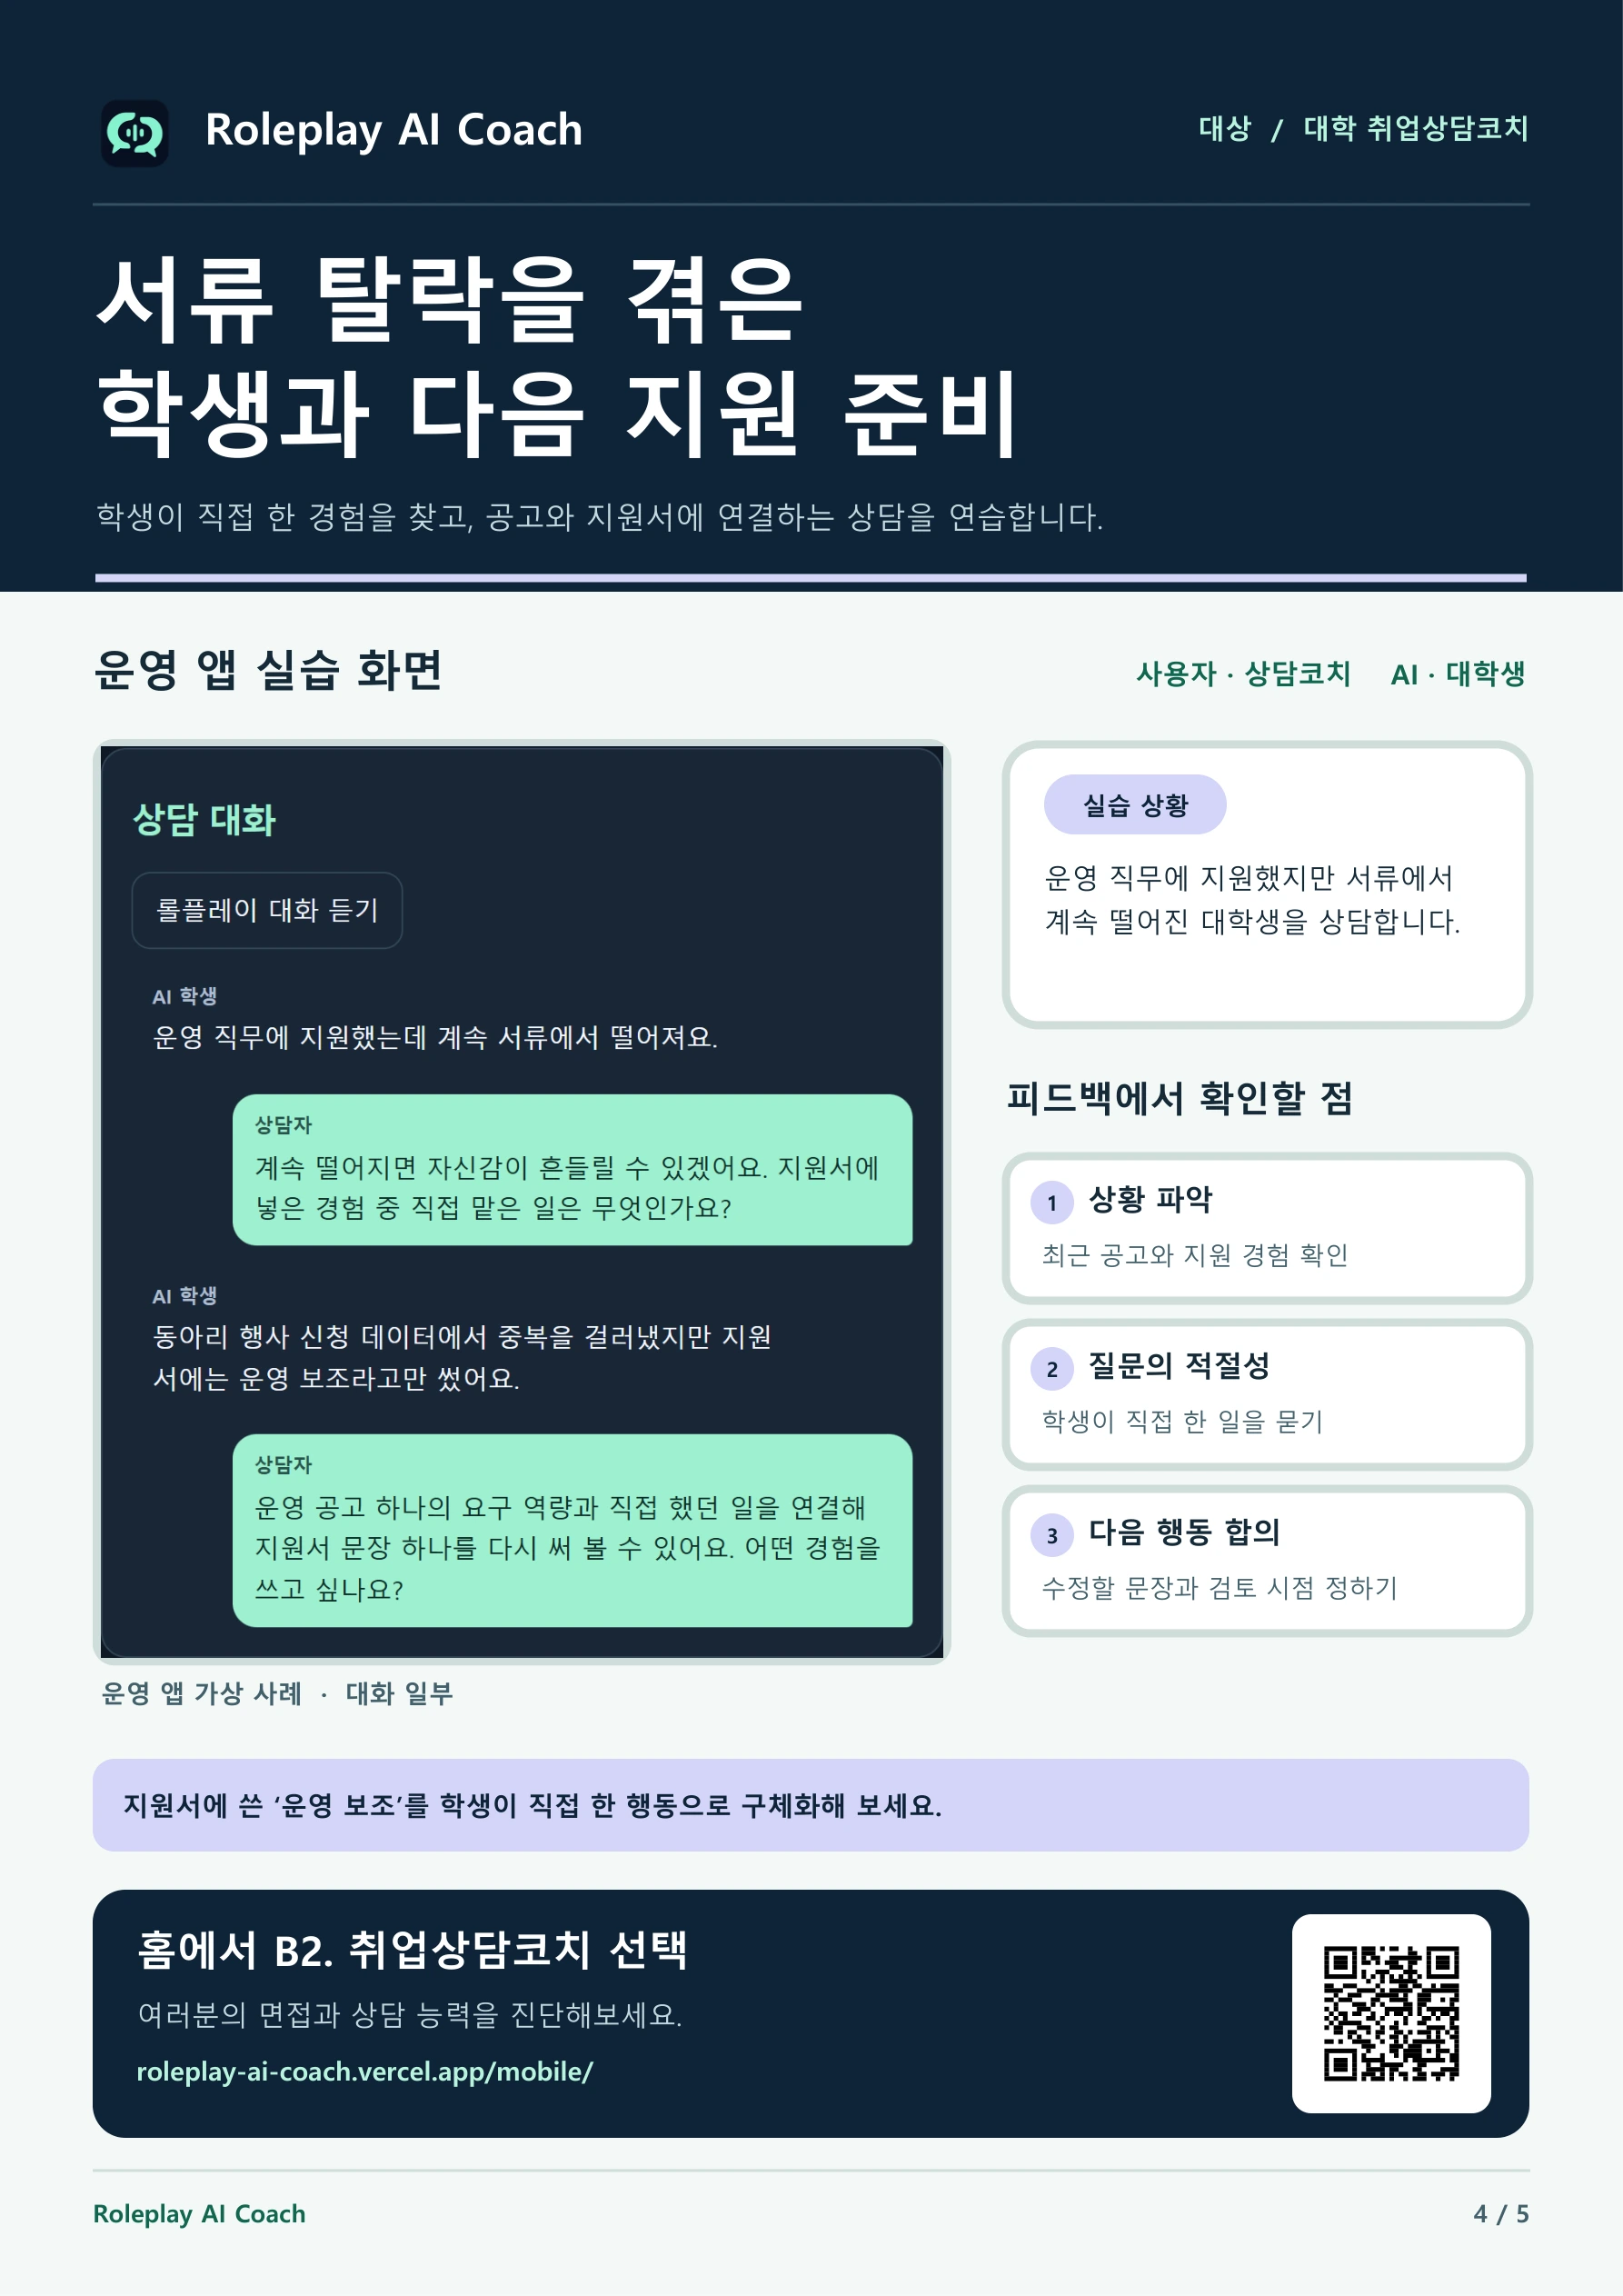 Roleplay AI Coach
대상 / 대학 취업상담코치
서류 탈락을 겪은
학생과 다음 지원 준비
학생이 직접 한 경험을 찾고, 공고와 지원서에 연결하는 상담을 연습합니다.
운영 앱 실습 화면
사용자 · 상담코치 AI · 대학생
상담 대화
롤플레이 대화 듣기
AI 학생
운영 직무에 지원했는데 계속 서류에서 떨어져요.
상담자
계속 떨어지면 자신감이 흔들릴 수 있겠어요. 지원서에
넣은 경험 중 직접 맡은 일은 무엇인가요?
AI 학생
동아리 행사 신청 데이터에서 중복을 걸러냈지만 지원
서에는 운영 보조라고만 썼어요.
상담자
운영 공고 하나의 요구 역량과 직접 했던 일을 연결해
지원서 문장 하나를 다시 써 볼 수 있어요. 어떤 경험을
쓰고 싶나요?
운영 앱 가상 사례 · 대화 일부
실습 상황
운영 직무에 지원했지만 서류에서
계속 떨어진 대학생을 상담합니다.
피드백에서 확인할 점
1 상황 파악
최근 공고와 지원 경험 확인
2 질문의 적절성
학생이 직접 한 일을 묻기
3 다음 행동 합의
수정할 문장과 검토 시점 정하기
지원서에 쓴 ‘운영 보조’를 학생이 직접 한 행동으로 구체화해 보세요.
홈에서 B2. 취업상담코치 선택
여러분의 면접과 상담 능력을 진단해보세요.
roleplay-ai-coach.vercel.app/mobile/
Roleplay AI Coach
4 / 5